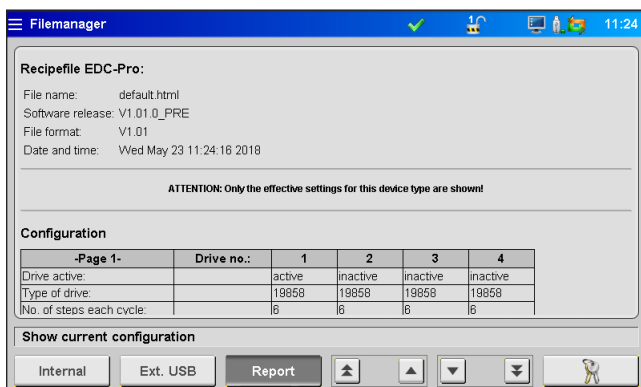 Filemanager
1
11:24
Recipefile EDC-Pro:
File name: default.html
Software release: V1.01.0_PRE
File format: V1.01
Date and time: Wed May 23 11:24:16 2018
ATTENTION: Only the effective settings for this device type are shown!
Configuration
-Page 1- Drive no.: 1 2 3 4
Drive active: active inactive inactive inactive
Type of drive: 19858 19858 19858 19858
No. of steps each cycle: 6 6 6 6
Show current configuration
Internal Ext. USB Report